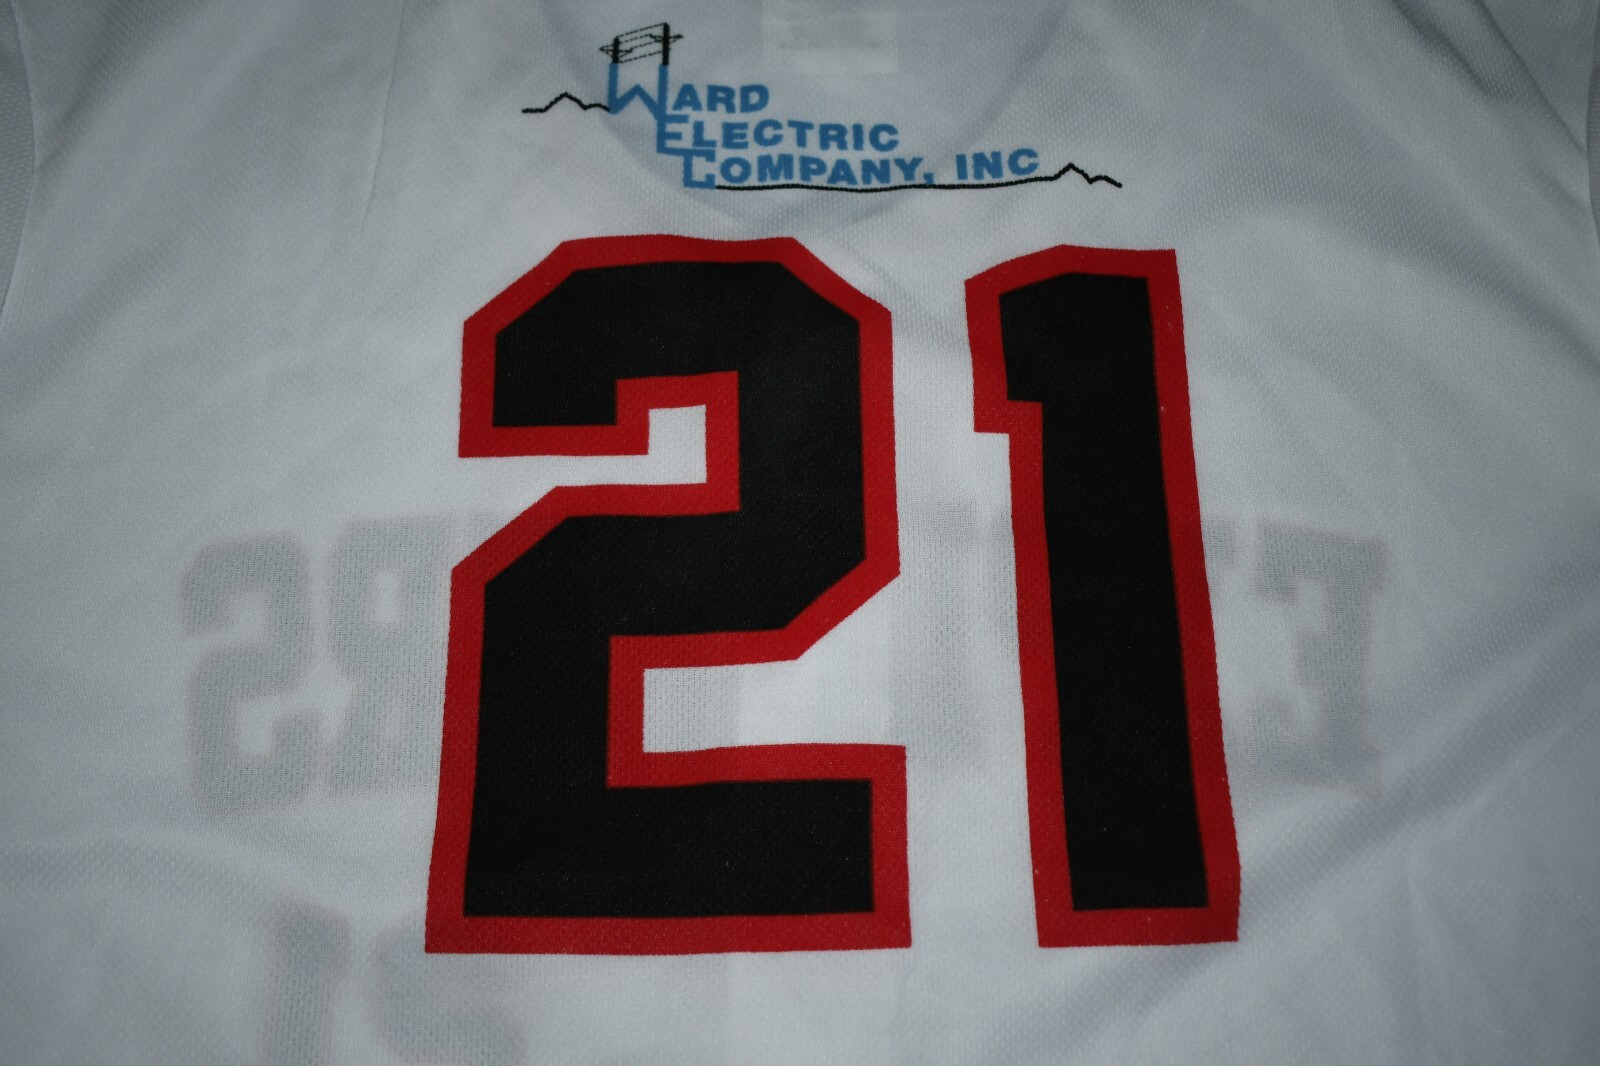 WARD
ELECTRIC
COMPANY, INC
21